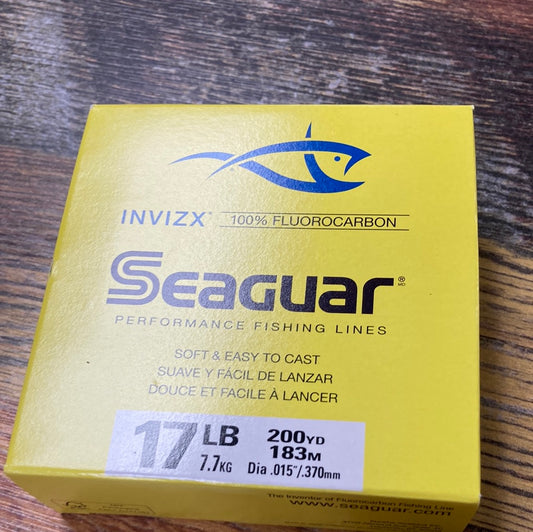 INVIZX® 100% FLUOROCARBON
SEAGUAR®
PERFORMANCE FISHING LINES
SOFT & EASY TO CAST
SUAVE Y FÁCIL DE LANZAR
DOUCE ET FACILE À LANCER
17 LB 200YD
7.7KG 183M
Dia .015"/.370mm
The Inventor of Fluorocarbon Fishing Line
www.seaguar.com